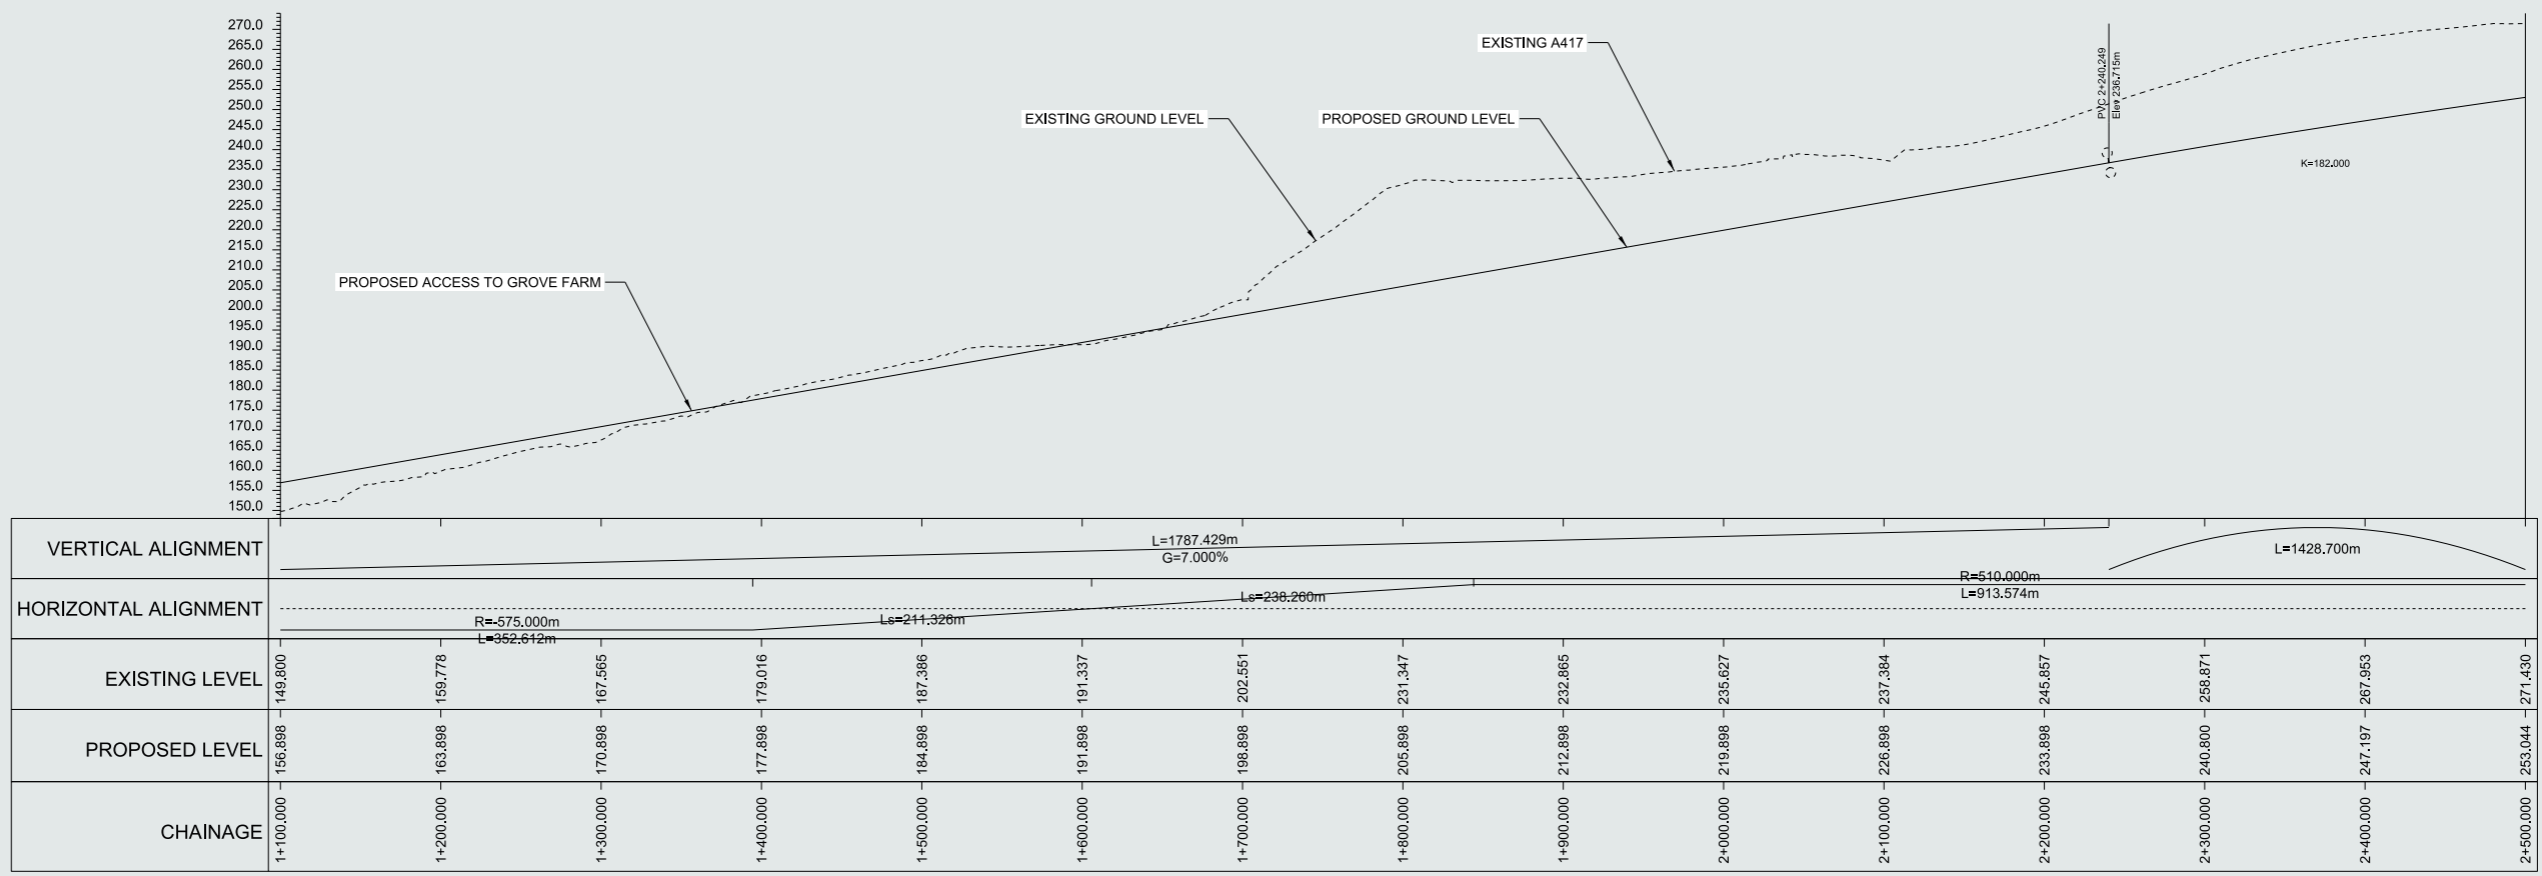 270.0
265.0
260.0
255.0
250.0
245.0
240.0
235.0
230.0
225.0
220.0
215.0
210.0
205.0
200.0
195.0
190.0
185.0
180.0
175.0
170.0
165.0
160.0
155.0
150.0
EXISTING A417
EXISTING GROUND LEVEL
PROPOSED GROUND LEVEL
PROPOSED ACCESS TO GROVE FARM
PVC 2+240.249
Elev 236.715m
K=182.000
VERTICAL ALIGNMENT
L=1787.429m
G=7.000%
L=1428.700m
HORIZONTAL ALIGNMENT
R=-575.000m
L=352.612m
Ls=211.326m
Ls=238.260m
R=510.000m
L=913.574m
EXISTING LEVEL 149.800 159.778 167.565 179.016 187.386 191.337 202.551 231.347 232.865 235.627 237.384 245.857 258.871 267.953 271.430
PROPOSED LEVEL 156.898 163.898 170.898 177.898 184.898 191.898 198.898 205.898 212.898 219.898 226.898 233.898 240.800 247.197 253.044
CHAINAGE 1+100.000 1+200.000 1+300.000 1+400.000 1+500.000 1+600.000 1+700.000 1+800.000 1+900.000 2+000.000 2+100.000 2+200.000 2+300.000 2+400.000 2+500.000